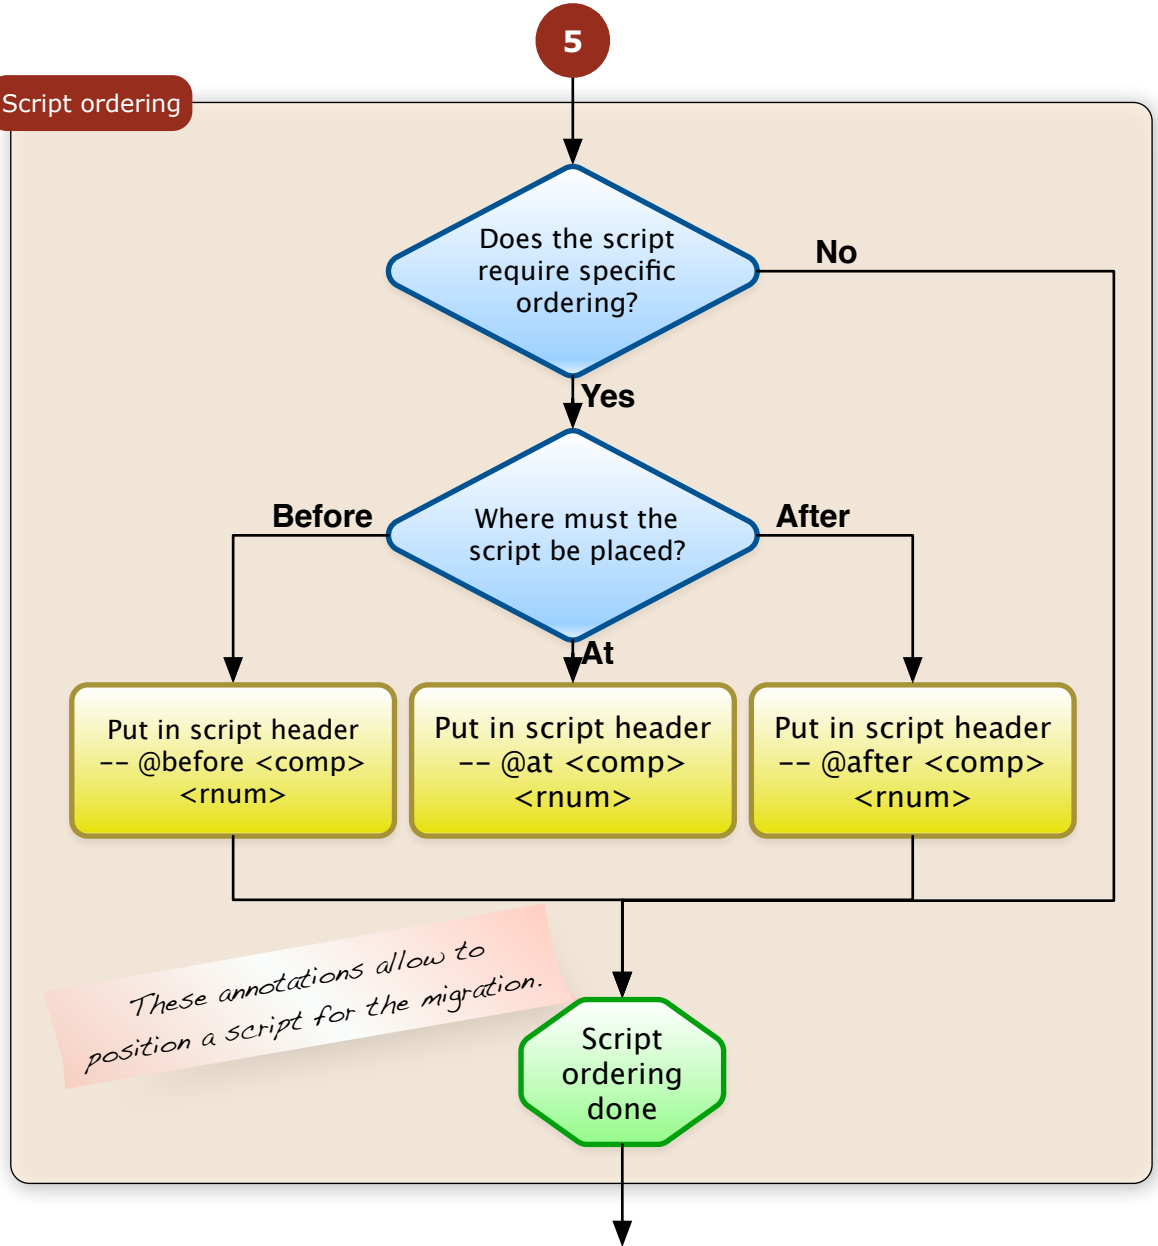 5
Script ordering
Does the script
require specific
ordering?
No
Yes
Where must the
script be placed?
Before
After
At
Put in script header
-- @before <comp>
<rnum>
Put in script header
-- @at <comp>
<rnum>
Put in script header
-- @after <comp>
<rnum>
These annotations allow to
position a script for the migration.
Script
ordering
done